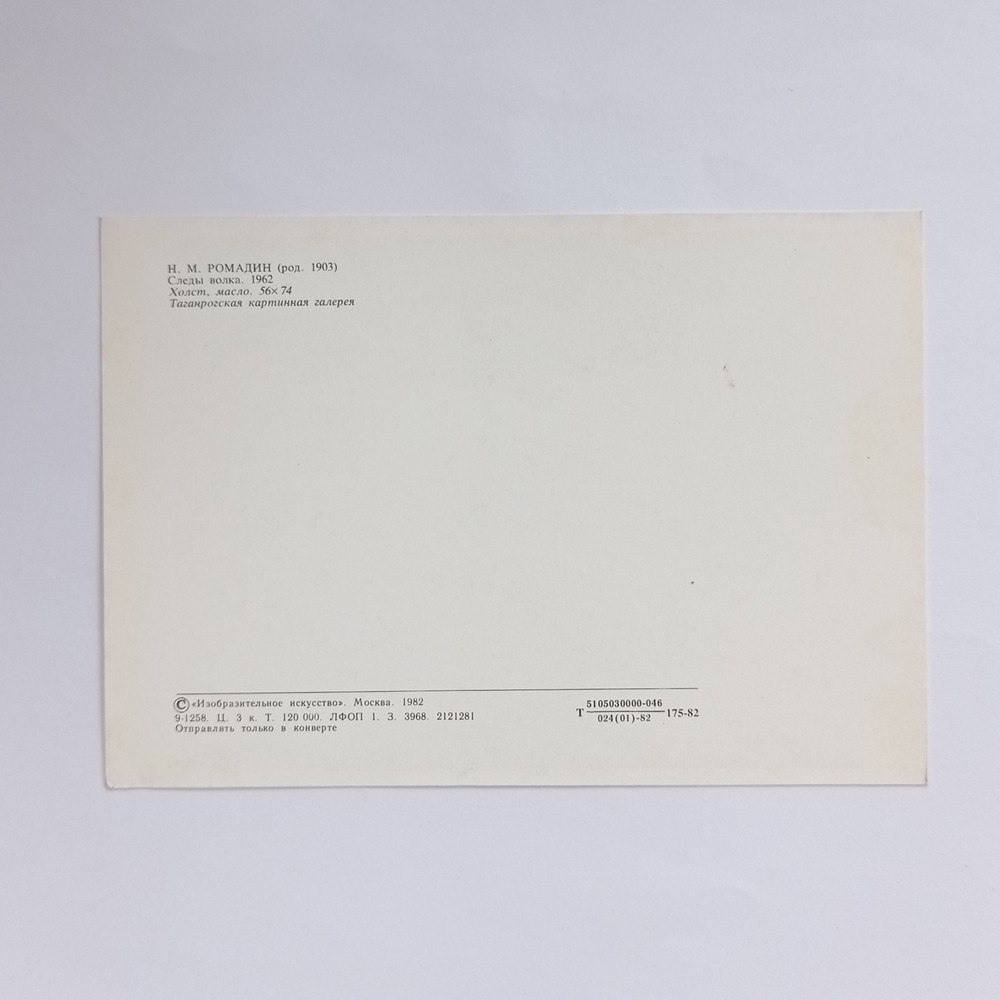 Н. М. РОМАДИН (род. 1903)
Следы волка. 1962
Холст, масло. 56×74
Таганрогская картинная галерея
© «Изобразительное искусство». Москва. 1982
9-1258. Ц. 3 к. Т. 120 000. ЛФОП 1. З. 3968. 2121281
Отправлять только в конверте
5105030000-046
Т 175-82
024(01)-82